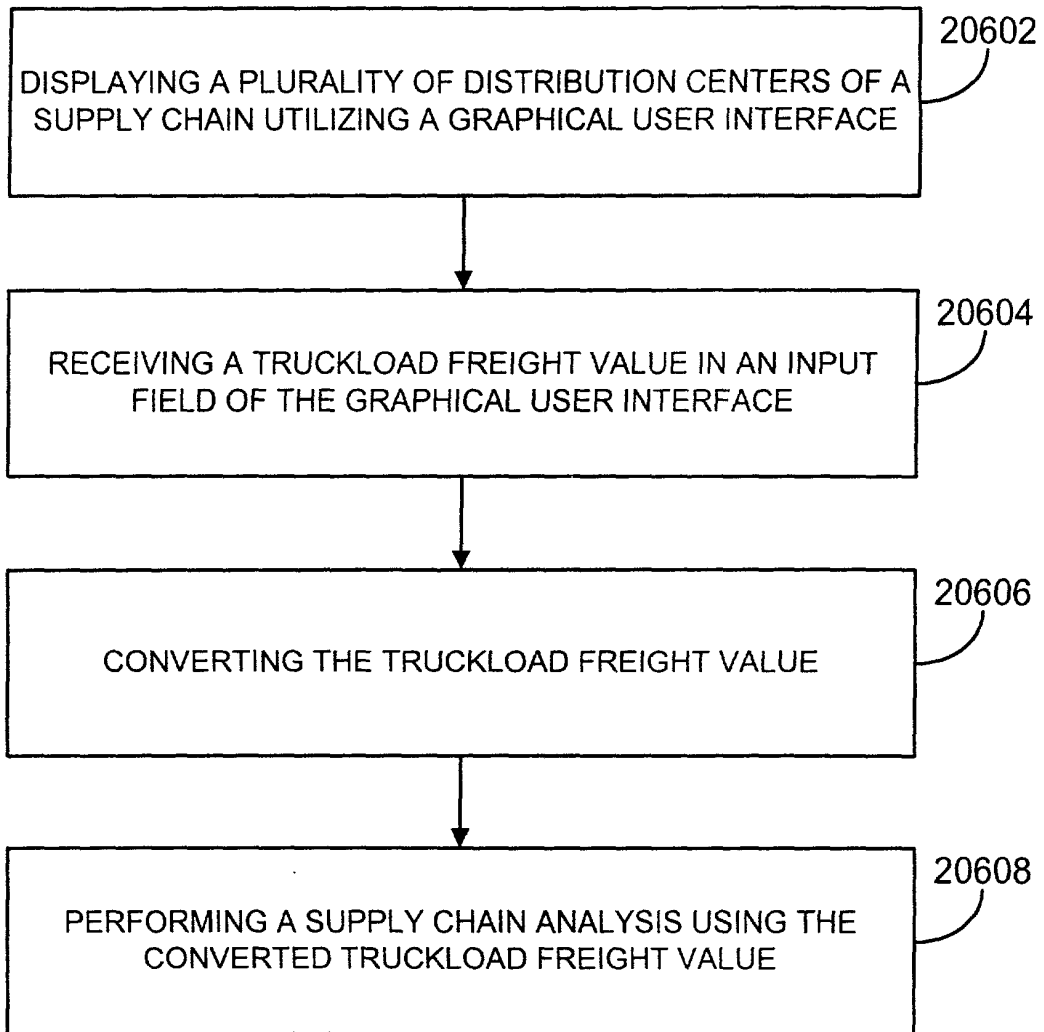 20602
DISPLAYING A PLURALITY OF DISTRIBUTION CENTERS OF A
SUPPLY CHAIN UTILIZING A GRAPHICAL USER INTERFACE
20604
RECEIVING A TRUCKLOAD FREIGHT VALUE IN AN INPUT
FIELD OF THE GRAPHICAL USER INTERFACE
20606
CONVERTING THE TRUCKLOAD FREIGHT VALUE
20608
PERFORMING A SUPPLY CHAIN ANALYSIS USING THE
CONVERTED TRUCKLOAD FREIGHT VALUE